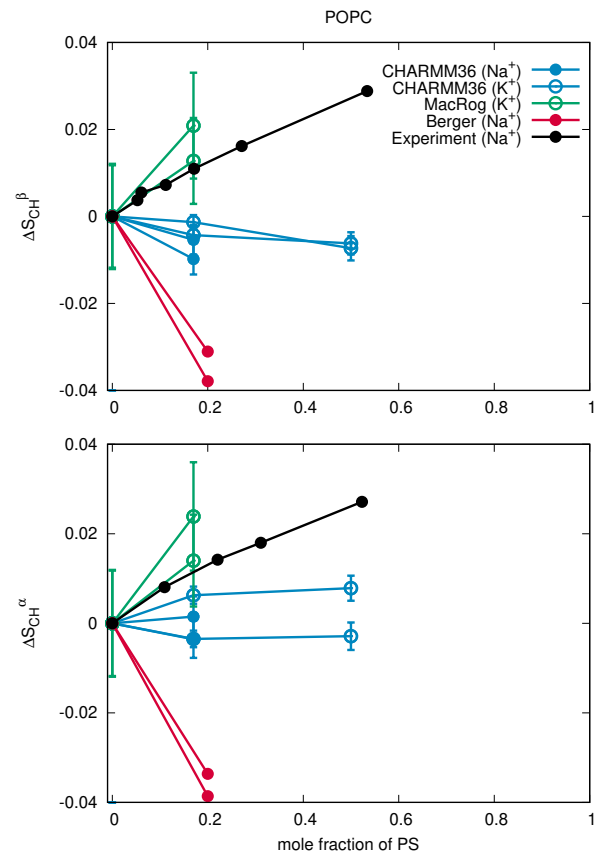 POPC
0.04
0.02
0
-0.02
-0.04
ΔS_CH^β
CHARMM36 (Na⁺)
CHARMM36 (K⁺)
MacRog (K⁺)
Berger (Na⁺)
Experiment (Na⁺)
0 0.2 0.4 0.6 0.8 1
0.04
0.02
0
-0.02
-0.04
ΔS_CH^α
0 0.2 0.4 0.6 0.8 1
mole fraction of PS